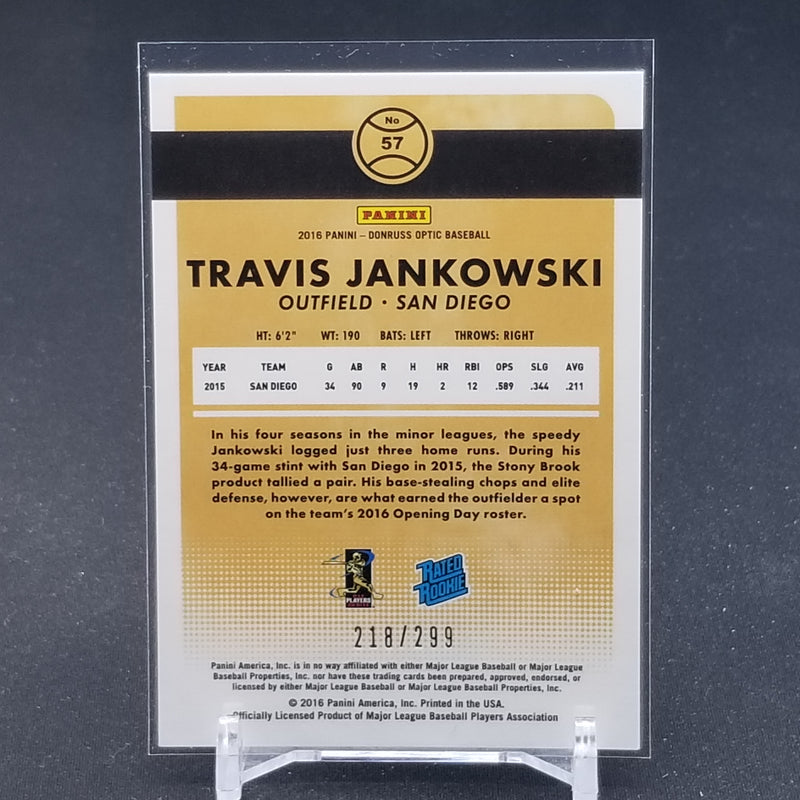 No
57
PANINI
2016 PANINI – DONRUSS OPTIC BASEBALL
TRAVIS JANKOWSKI
OUTFIELD • SAN DIEGO
HT: 6'2" WT: 190 BATS: LEFT THROWS: RIGHT
YEAR TEAM G AB R H HR RBI OPS SLG AVG
2015 SAN DIEGO 34 90 9 19 2 12 .589 .344 .211
In his four seasons in the minor leagues, the speedy
Jankowski logged just three home runs. During his
34-game stint with San Diego in 2015, the Stony Brook
product tallied a pair. His base-stealing chops and elite
defense, however, are what earned the outfielder a spot
on the team's 2016 Opening Day roster.
PLAYERS
RATED
ROOKIE
218/299
Panini America, Inc. is in no way affiliated with either Major League Baseball or Major League
Baseball Properties, Inc. nor have these trading cards been prepared, approved, endorsed, or
licensed by either Major League Baseball or Major League Baseball Properties, Inc.
© 2016 Panini America, Inc. Printed in the USA.
Officially Licensed Product of Major League Baseball Players Association